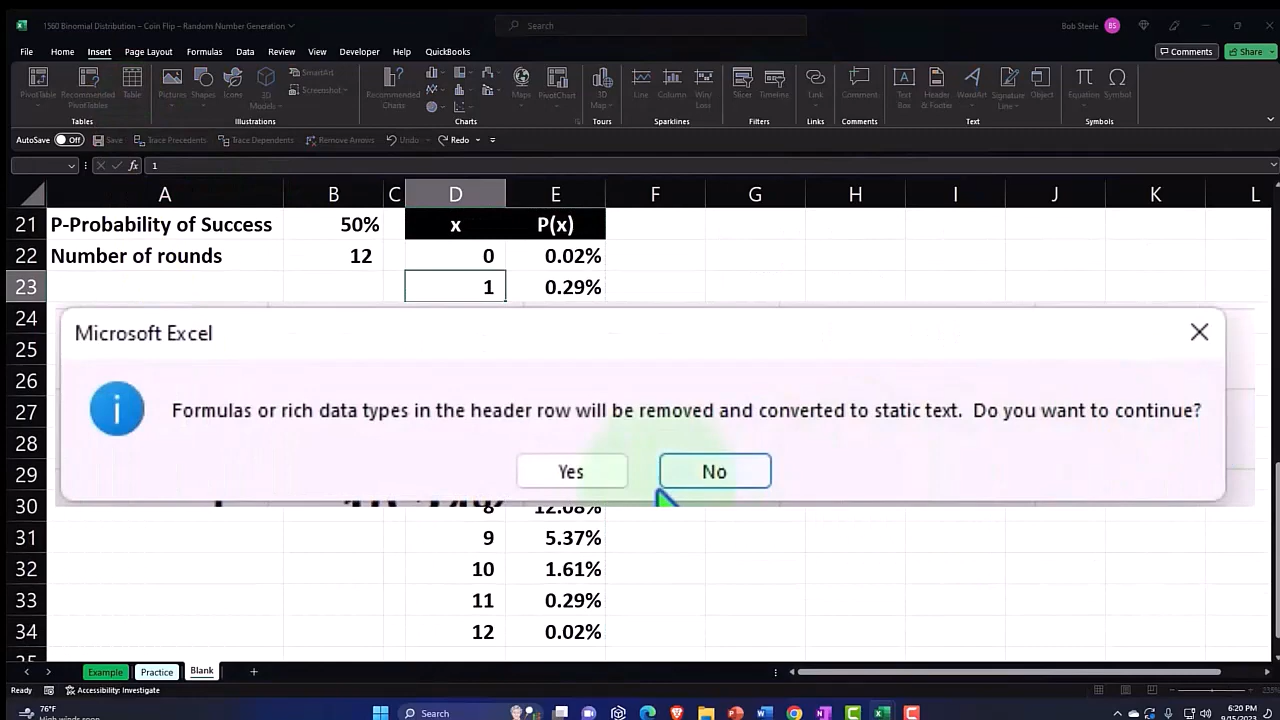 1560 Binomial Distribution – Coin Flip – Random Number Generation
Search
Bob Steele BS
File Home Insert Page Layout Formulas Data Review View Developer Help QuickBooks
Comments Share
PivotTable Recommended PivotTables Table
Tables
Pictures Shapes Icons 3D Models SmartArt Screenshot
Illustrations
Recommended Charts Maps PivotChart
Charts
3D Map
Tours
Line Column Win/Loss
Sparklines
Slicer Timeline
Filters
Link
Links
Comment
Comments
Text Box Header & Footer WordArt Signature Line Object
Text
Equation Symbol
Symbols
AutoSave Off Save Trace Precedents Trace Dependents Remove Arrows Undo Redo
fx 1
A B C D E F G H I J K L
21 P-Probability of Success 50% x P(x)
22 Number of rounds 12 0 0.02%
23 1 0.29%
24
25
26
27
28
29
Microsoft Excel
Formulas or rich data types in the header row will be removed and converted to static text. Do you want to continue?
Yes No
30 8 12.08%
31 9 5.37%
32 10 1.61%
33 11 0.29%
34 12 0.02%
Example Practice Blank
Ready Accessibility: Investigate
76°F
Search
6:20 PM
9/15/2023